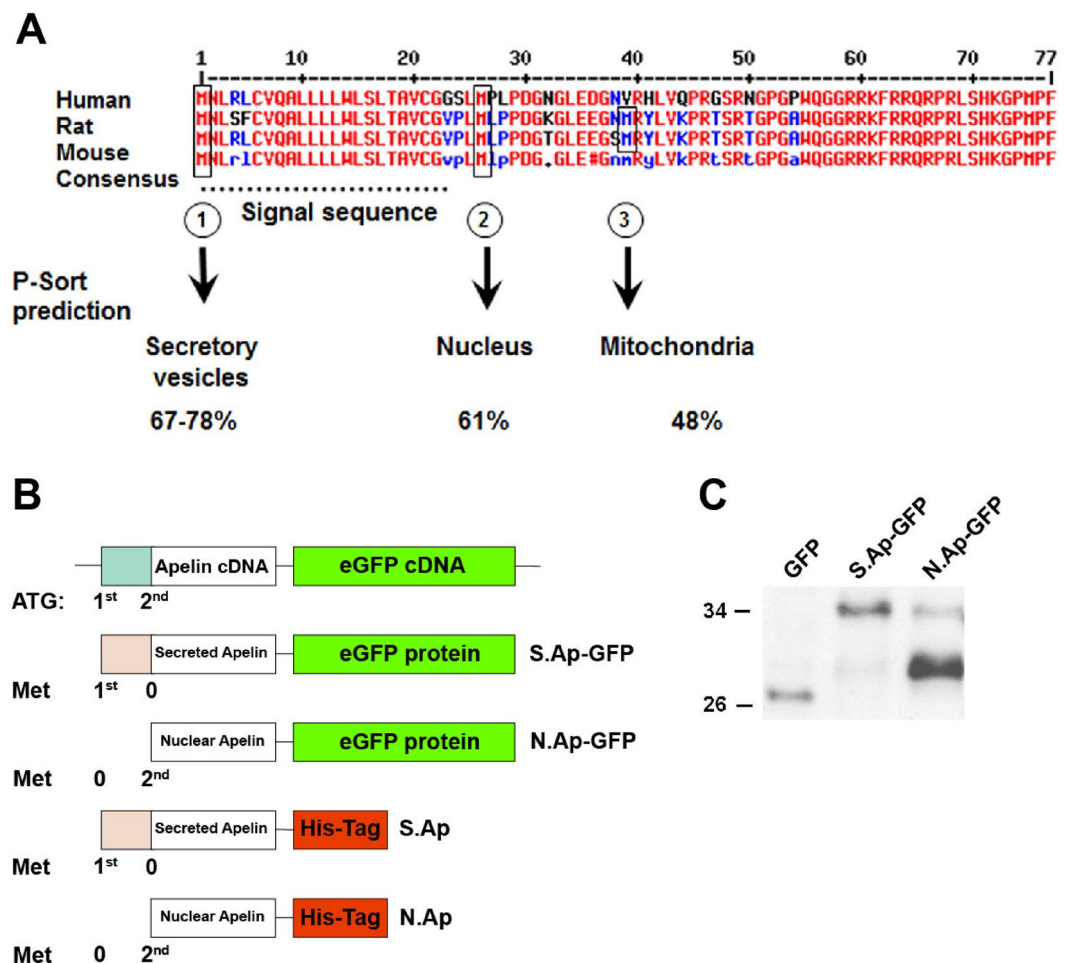 A
1 10 20 30 40 50 60 70 77
Human MNLRLCVQALLLLWLSLTAVCGGSLMPLPDGNGLEDGNVRHLVQPRGSRNGPGPWQGGRRKFRRQRPRLSHKGPMPF
Rat MNLSFCVQALLLLWLSLTAVCGVPLMLPPDGKGLEEGNMRYLVKPRTSRTGPGAWQGGRRKFRRQRPRLSHKGPMPF
Mouse MNLRLCVQALLLLWLSLTAVCGVPLMLPPDGTGLEEGSMRYLVKPRTSRTGPGAWQGGRRKFRRQRPRLSHKGPMPF
Consensus MNLrlCVQALLLLWLSLTAVCGvpLMlpPDG.GLE#GnmRyLVkPRtSRtGPGaWQGGRRKFRRQRPRLSHKGPMPF
Signal sequence
1 2 3
P-Sort
prediction
Secretory
vesicles
Nucleus
Mitochondria
67-78% 61% 48%
B
Apelin cDNA eGFP cDNA
ATG: 1st 2nd
Secreted Apelin eGFP protein S.Ap-GFP
Met 1st 0
Nuclear Apelin eGFP protein N.Ap-GFP
Met 0 2nd
Secreted Apelin His-Tag S.Ap
Met 1st 0
Nuclear Apelin His-Tag N.Ap
Met 0 2nd
C
GFP S.Ap-GFP N.Ap-GFP
34
26